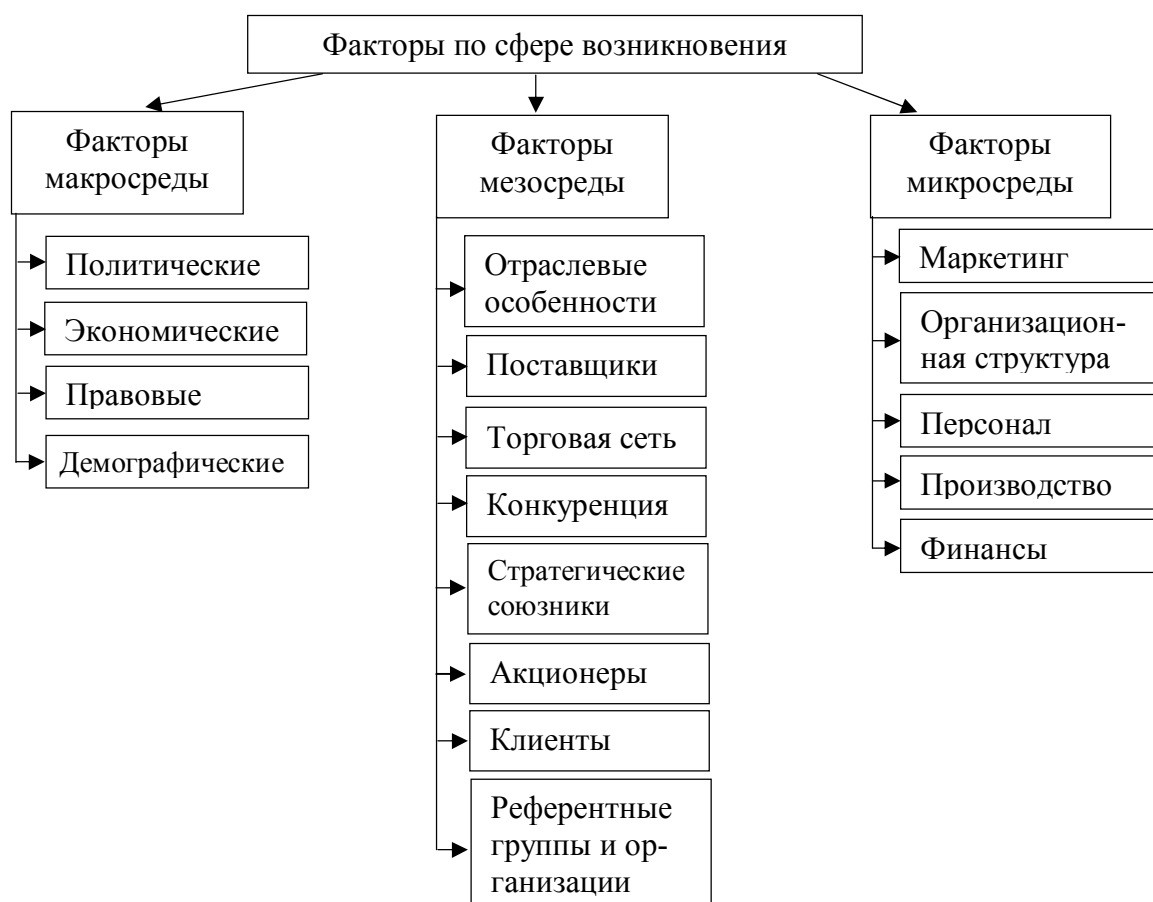 Факторы по сфере возникновения
Факторы
макросреды
Политические
Экономические
Правовые
Демографические
Факторы
мезосреды
Отраслевые
особенности
Поставщики
Торговая сеть
Конкуренция
Стратегические
союзники
Акционеры
Клиенты
Референтные
группы и ор-
ганизации
Факторы
микросреды
Маркетинг
Организацион-
ная структура
Персонал
Производство
Финансы